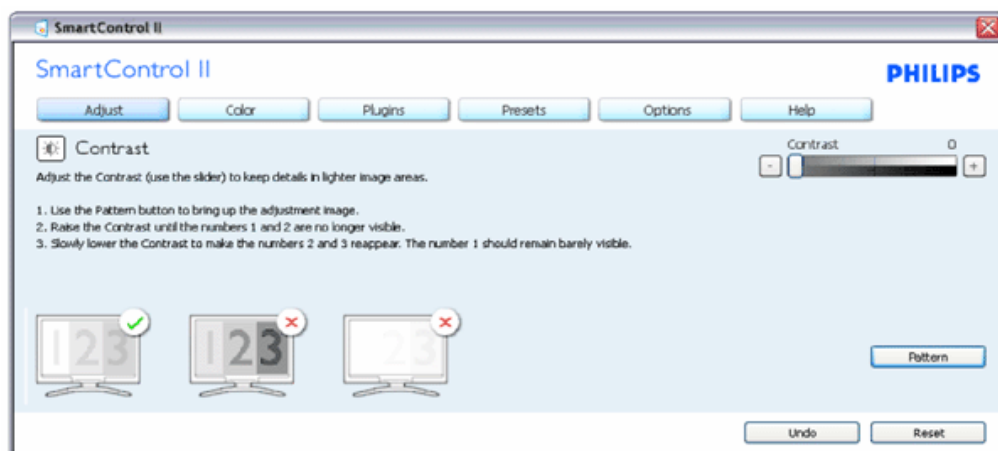 SmartControl II
SmartControl II
PHILIPS
Adjust Color Plugins Presets Options Help
Contrast
Contrast 0
- +
Adjust the Contrast (use the slider) to keep details in lighter image areas.
1. Use the Pattern button to bring up the adjustment image.
2. Raise the Contrast until the numbers 1 and 2 are no longer visible.
3. Slowly lower the Contrast to make the numbers 2 and 3 reappear. The number 1 should remain barely visible.
123 123 23
Pattern
Undo Reset